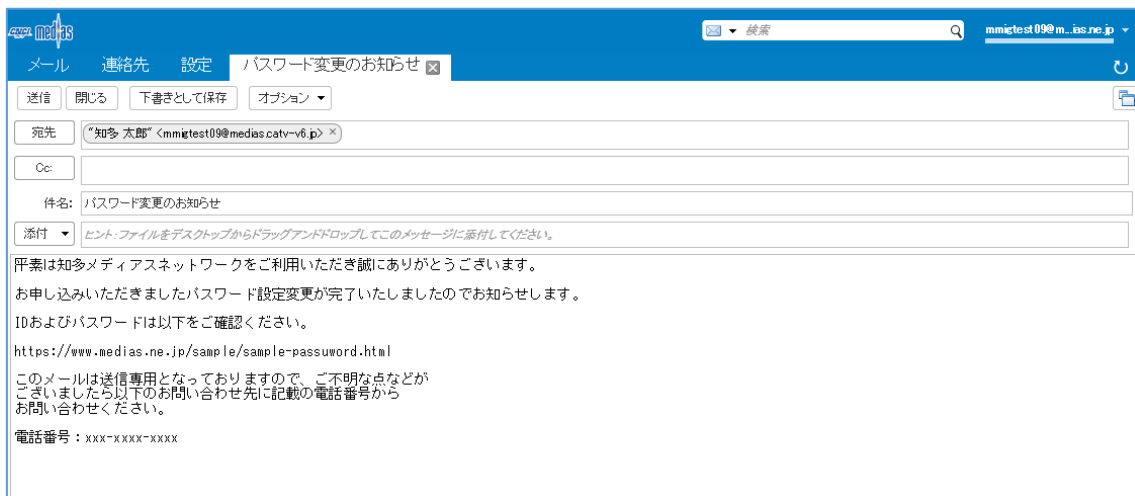 CNCI medias
検索
mmigtest09@m...ias.ne.jp
メール 連絡先 設定 パスワード変更のお知らせ
送信 閉じる 下書きとして保存 オプション
宛先 "知多 太郎" <mmigtest09@medias.catv-v6.jp> ×
Cc:
件名: パスワード変更のお知らせ
添付 ヒント:ファイルをデスクトップからドラッグアンドドロップしてこのメッセージに添付してください。
平素は知多メディアスネットワークをご利用いただき誠にありがとうございます。
お申し込みいただきましたパスワード設定変更が完了いたしましたのでお知らせします。
IDおよびパスワードは以下をご確認ください。
https://www.medias.ne.jp/sample/sample-passuword.html
このメールは送信専用となっておりますので、ご不明な点などが
ございましたら以下のお問い合わせ先に記載の電話番号から
お問い合わせください。
電話番号：xxx-xxxx-xxxx